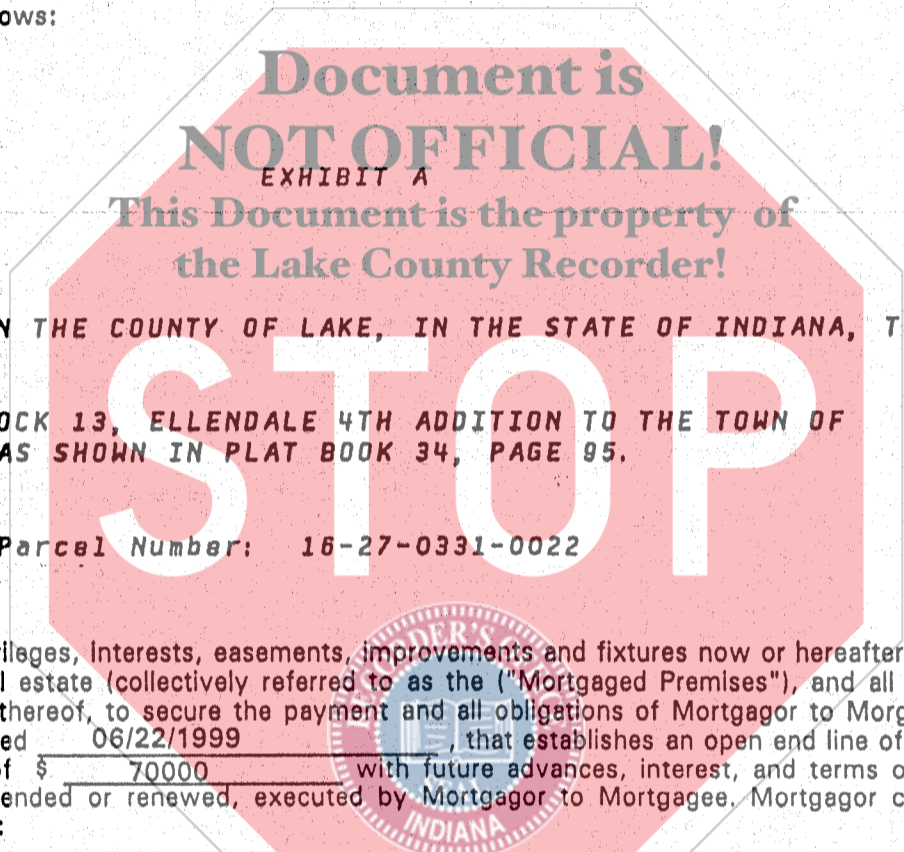 ows:
Document is
NOT OFFICIAL!
EXHIBIT A
This Document is the property of
the Lake County Recorder!
N THE COUNTY OF LAKE, IN THE STATE OF INDIANA, T
STOP
OCK 13, ELLENDALE 4TH ADDITION TO THE TOWN OF
AS SHOWN IN PLAT BOOK 34, PAGE 95.
Parcel Number: 16-27-0331-0022
RECORDER'S OFFICE
ileges, interests, easements, improvements and fixtures now or hereafter
l estate (collectively referred to as the ("Mortgaged Premises"), and all
thereof, to secure the payment and all obligations of Mortgagor to Morg
ed 06/22/1999, that establishes an open end line of
of $ 70000 with future advances, interest, and terms o
ended or renewed, executed by Mortgagor to Mortgagee. Mortgagor c
:
INDIANA